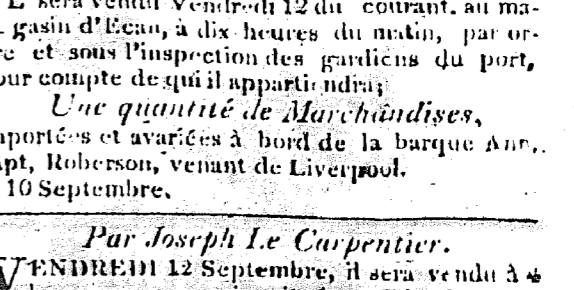 sera vendu Vendredi 12 du courant. au ma-
gasin d'Ecan, à dix heures du matin, par or-
et sous l'inspection des gardiens du port,
our compte de qui il appartiendra;
Une quantité de Marchandises,
mportées et avariées à bord de la barque Ann,
apt, Roberson, venant de Liverpool.
10 Septembre.
Par Joseph Le Carpentier.
VENDREDI 12 Septembre, il sera vendu à 4